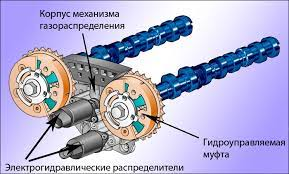 Корпус механизма
газораспределения
Гидроуправляемая
муфта
Электрогидравлические распределители